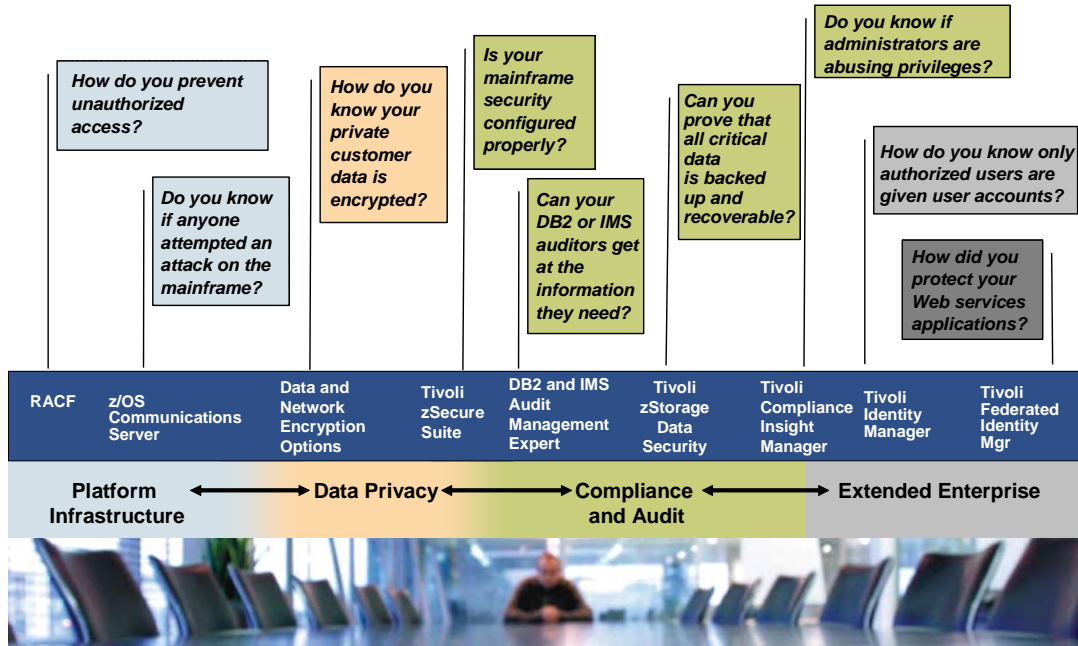 How do you prevent
unauthorized
access?
Do you know
if anyone
attempted an
attack on the
mainframe?
How do you
know your
private
customer
data is
encrypted?
Is your
mainframe
security
configured
properly?
Can your
DB2 or IMS
auditors get
at the
information
they need?
Can you
prove that
all critical
data
is backed
up and
recoverable?
Do you know if
administrators are
abusing privileges?
How do you know only
authorized users are
given user accounts?
How did you
protect your
Web services
applications?
RACF
z/OS
Communications
Server
Data and
Network
Encryption
Options
Tivoli
zSecure
Suite
DB2 and IMS
Audit
Management
Expert
Tivoli
zStorage
Data
Security
Tivoli
Compliance
Insight
Manager
Tivoli
Identity
Manager
Tivoli
Federated
Identity
Mgr
Platform
Infrastructure
Data Privacy
Compliance
and Audit
Extended Enterprise